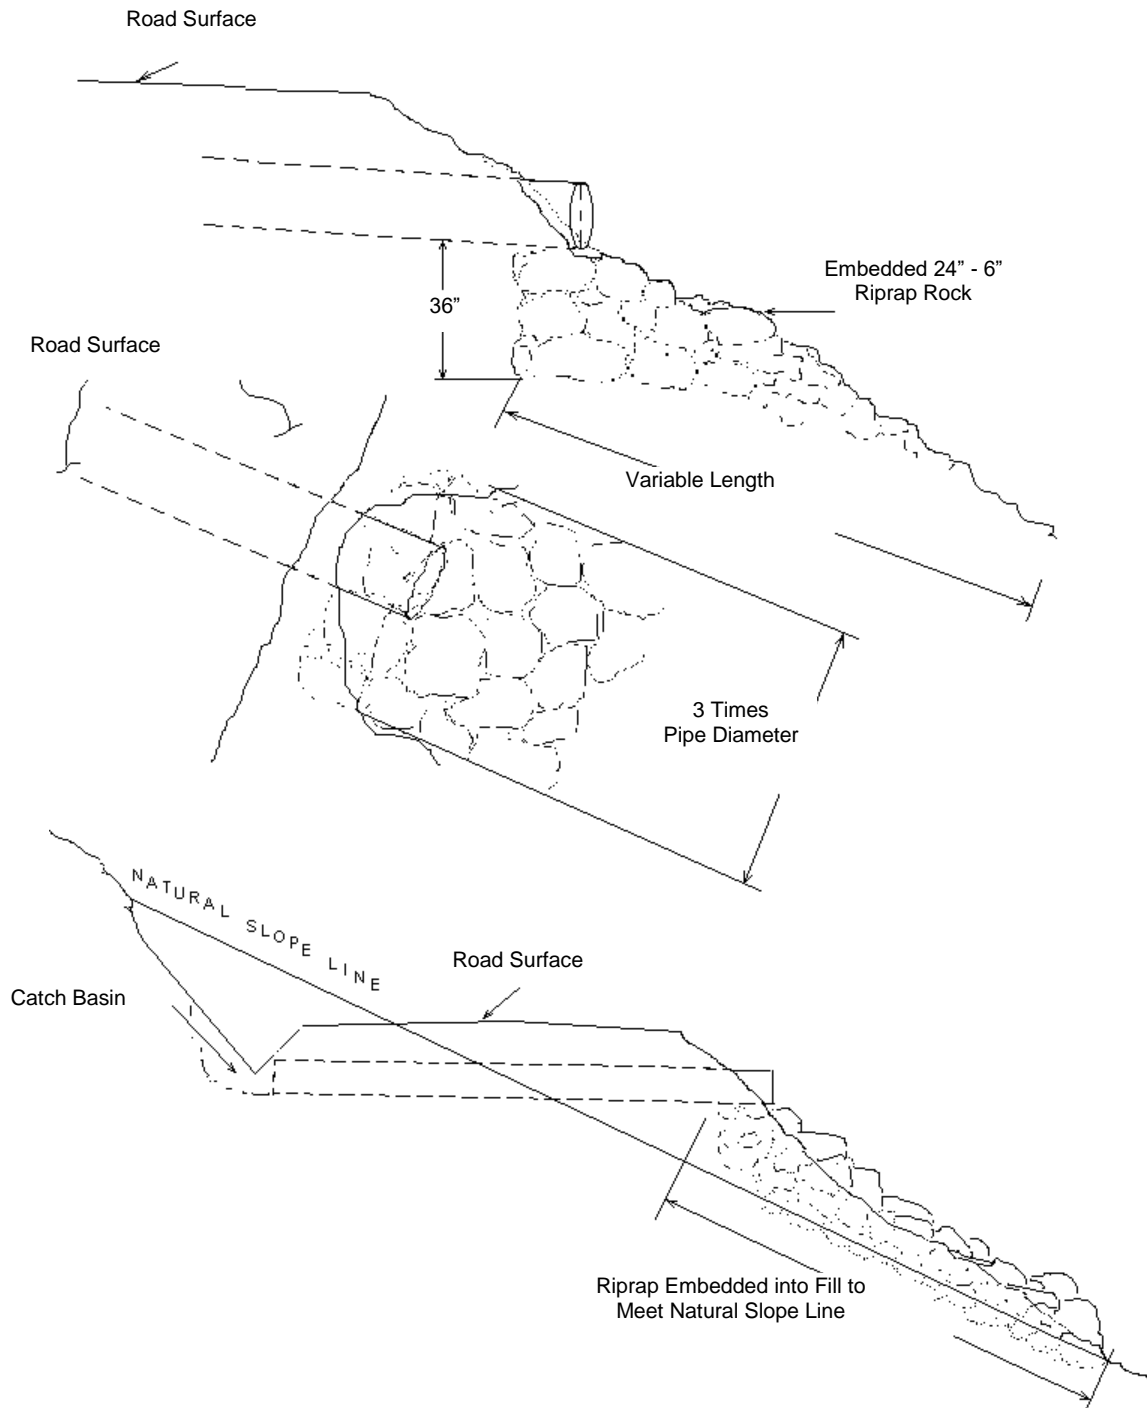 Road Surface
Embedded 24” - 6”
Riprap Rock
36”
Road Surface
Variable Length
3 Times
Pipe Diameter
NATURAL SLOPE LINE
Road Surface
Catch Basin
Riprap Embedded into Fill to
Meet Natural Slope Line